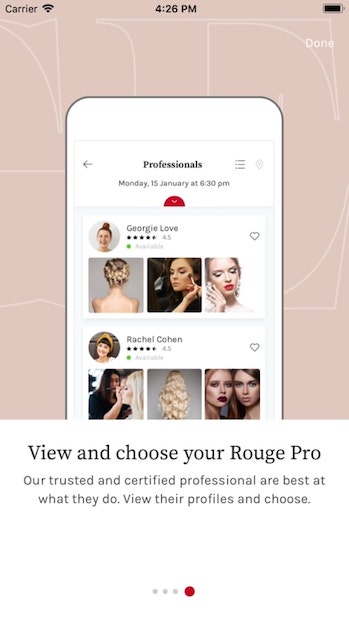 Carrier 4:26 PM
Done
Professionals
Monday, 15 January at 6:30 pm
Georgie Love
4.5
Available
Rachel Cohen
4.5
Available
View and choose your Rouge Pro
Our trusted and certified professional are best at
what they do. View their profiles and choose.